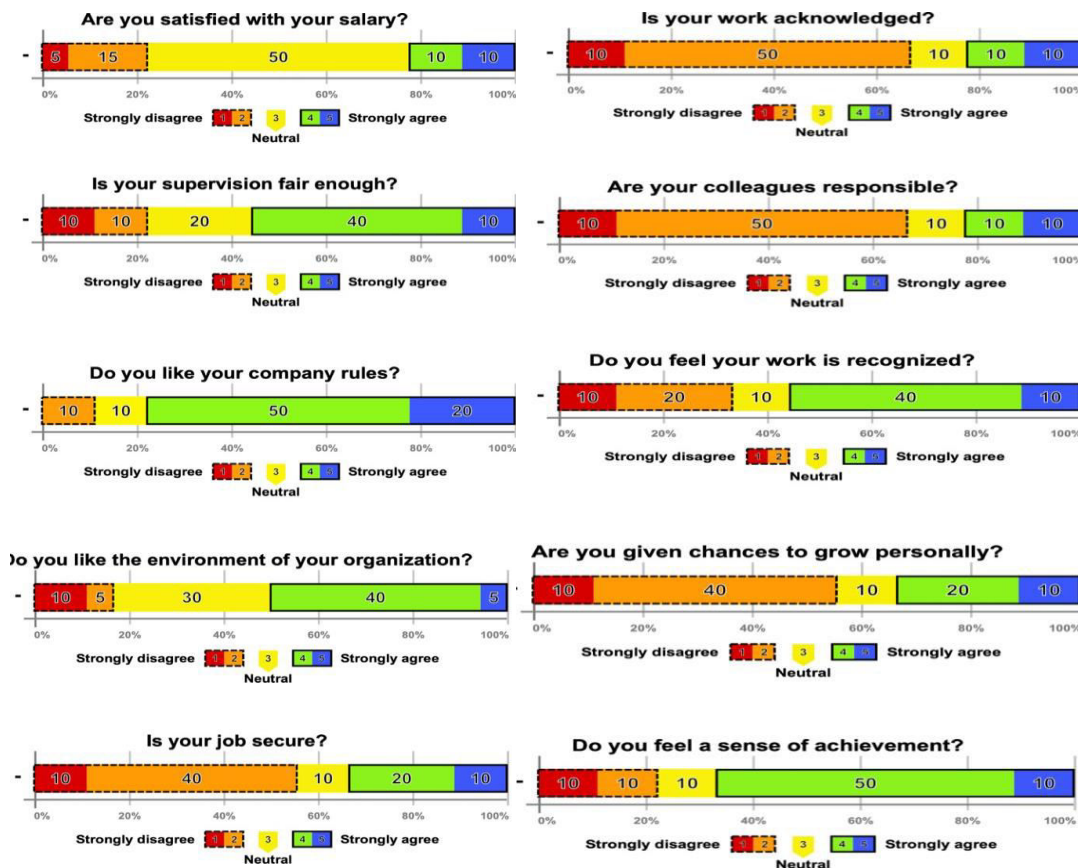 Are you satisfied with your salary?
- 5 15 50 10 10
0% 20% 40% 60% 80% 100%
Strongly disagree 1 2 3 4 5 Strongly agree
Neutral
Is your work acknowledged?
- 10 50 10 10 10
0% 20% 40% 60% 80% 100%
Strongly disagree 1 2 3 4 5 Strongly agree
Neutral
Is your supervision fair enough?
- 10 10 20 40 10
0% 20% 40% 60% 80% 100%
Strongly disagree 1 2 3 4 5 Strongly agree
Neutral
Are your colleagues responsible?
- 10 50 10 10 10
0% 20% 40% 60% 80% 100%
Strongly disagree 1 2 3 4 5 Strongly agree
Neutral
Do you like your company rules?
- 10 10 50 20
0% 20% 40% 60% 80% 100%
Strongly disagree 1 2 3 4 5 Strongly agree
Neutral
Do you feel your work is recognized?
- 10 20 10 40 10
0% 20% 40% 60% 80% 100%
Strongly disagree 1 2 3 4 5 Strongly agree
Neutral
Do you like the environment of your organization?
- 10 5 30 40 5
0% 20% 40% 60% 80% 100%
Strongly disagree 1 2 3 4 5 Strongly agree
Neutral
Are you given chances to grow personally?
- 10 40 10 20 10
0% 20% 40% 60% 80% 100%
Strongly disagree 1 2 3 4 5 Strongly agree
Neutral
Is your job secure?
- 10 40 10 20 10
0% 20% 40% 60% 80% 100%
Strongly disagree 1 2 3 4 5 Strongly agree
Neutral
Do you feel a sense of achievement?
- 10 10 10 50 10
0% 20% 40% 60% 80% 100%
Strongly disagree 1 2 3 4 5 Strongly agree
Neutral